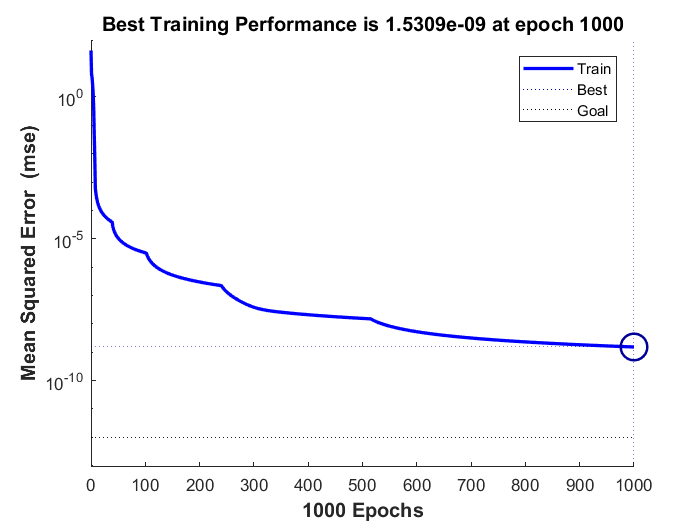 Best Training Performance is 1.5309e-09 at epoch 1000
Train
Best
Goal
Mean Squared Error  (mse)
10^0
10^-5
10^-10
0 100 200 300 400 500 600 700 800 900 1000
1000 Epochs